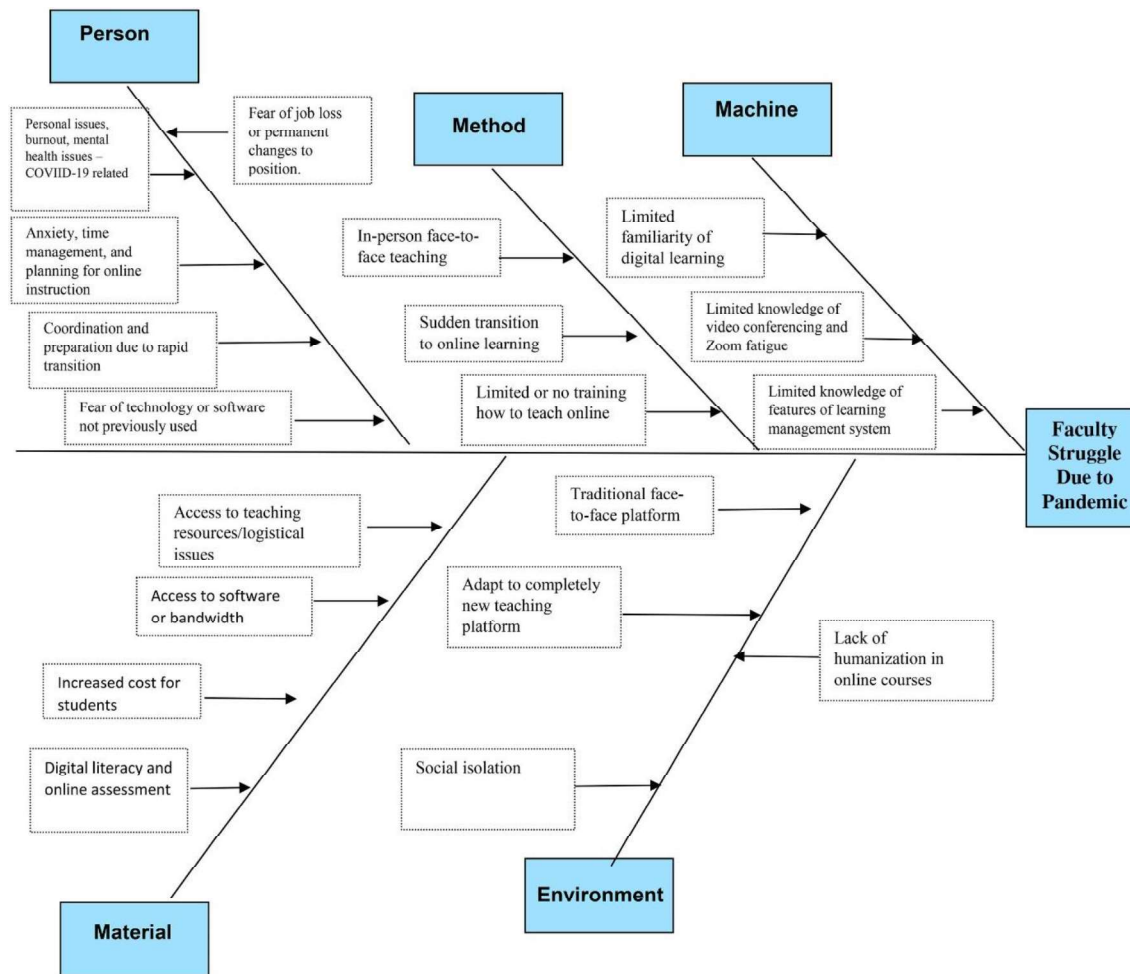 Person
Personal issues,
burnout, mental
health issues –
COVIID-19 related
Fear of job loss
or permanent
changes to
position.
Anxiety, time
management, and
planning for online
instruction
Coordination and
preparation due to rapid
transition
Fear of technology or software
not previously used
Method
In-person face-to-
face teaching
Sudden transition
to online learning
Limited or no training
how to teach online
Machine
Limited
familiarity of
digital learning
Limited knowledge of
video conferencing and
Zoom fatigue
Limited knowledge of
features of learning
management system
Faculty
Struggle
Due to
Pandemic
Access to teaching
resources/logistical
issues
Access to software
or bandwidth
Increased cost for
students
Digital literacy and
online assessment
Material
Traditional face-
to-face platform
Adapt to completely
new teaching
platform
Lack of
humanization in
online courses
Social isolation
Environment